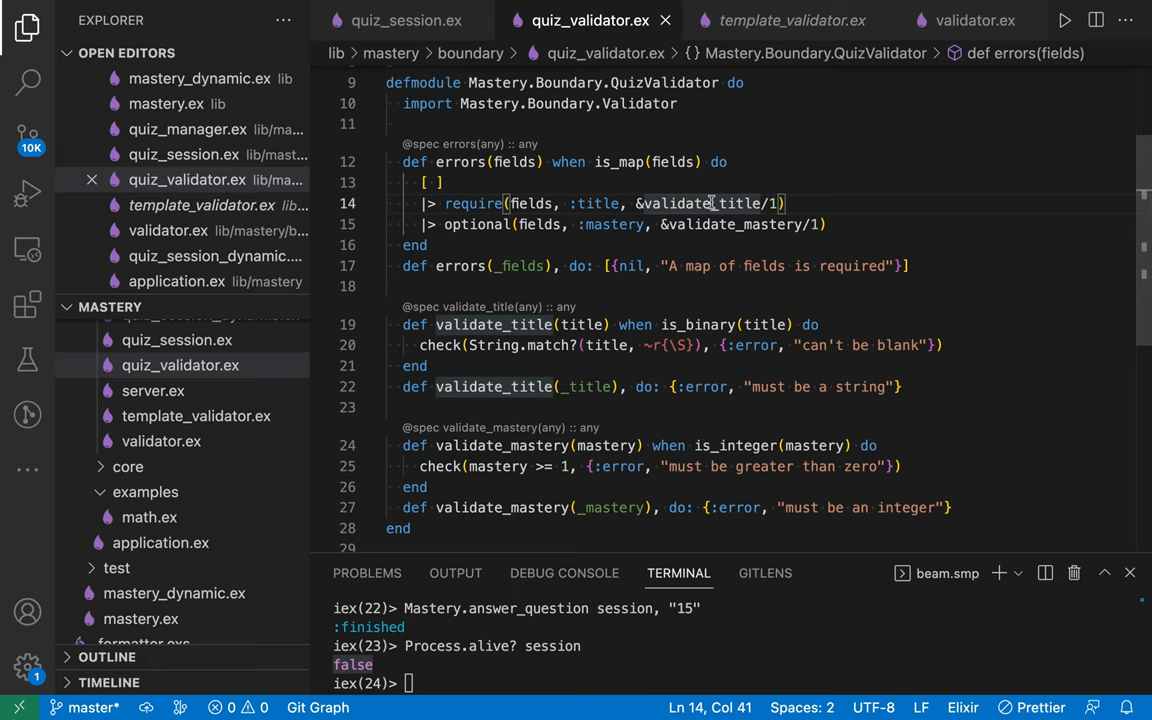 EXPLORER
OPEN EDITORS
mastery_dynamic.ex lib
mastery.ex lib
quiz_manager.ex lib/ma...
quiz_session.ex lib/mast...
quiz_validator.ex lib/ma...
template_validator.ex lib...
validator.ex lib/mastery/b...
quiz_session_dynamic....
application.ex lib/mastery
MASTERY
quiz_session.ex
quiz_validator.ex
server.ex
template_validator.ex
validator.ex
core
examples
math.ex
application.ex
test
mastery_dynamic.ex
mastery.ex
OUTLINE
TIMELINE
10K
1
quiz_session.ex quiz_validator.ex template_validator.ex validator.ex
lib > mastery > boundary > quiz_validator.ex > {} Mastery.Boundary.QuizValidator > def errors(fields)
9 defmodule Mastery.Boundary.QuizValidator do
10 import Mastery.Boundary.Validator
11
@spec errors(any) :: any
12 def errors(fields) when is_map(fields) do
13 [ ]
14 |> require(fields, :title, &validate_title/1)
15 |> optional(fields, :mastery, &validate_mastery/1)
16 end
17 def errors(_fields), do: [{nil, "A map of fields is required"}]
18
@spec validate_title(any) :: any
19 def validate_title(title) when is_binary(title) do
20 check(String.match?(title, ~r{\S}), {:error, "can't be blank"})
21 end
22 def validate_title(_title), do: {:error, "must be a string"}
23
@spec validate_mastery(any) :: any
24 def validate_mastery(mastery) when is_integer(mastery) do
25 check(mastery >= 1, {:error, "must be greater than zero"})
26 end
27 def validate_mastery(_mastery), do: {:error, "must be an integer"}
28 end
29
PROBLEMS OUTPUT DEBUG CONSOLE TERMINAL GITLENS beam.smp
iex(22)> Mastery.answer_question session, "15"
:finished
iex(23)> Process.alive? session
false
iex(24)>
master* 0 0 Git Graph Ln 14, Col 41 Spaces: 2 UTF-8 LF Elixir Prettier